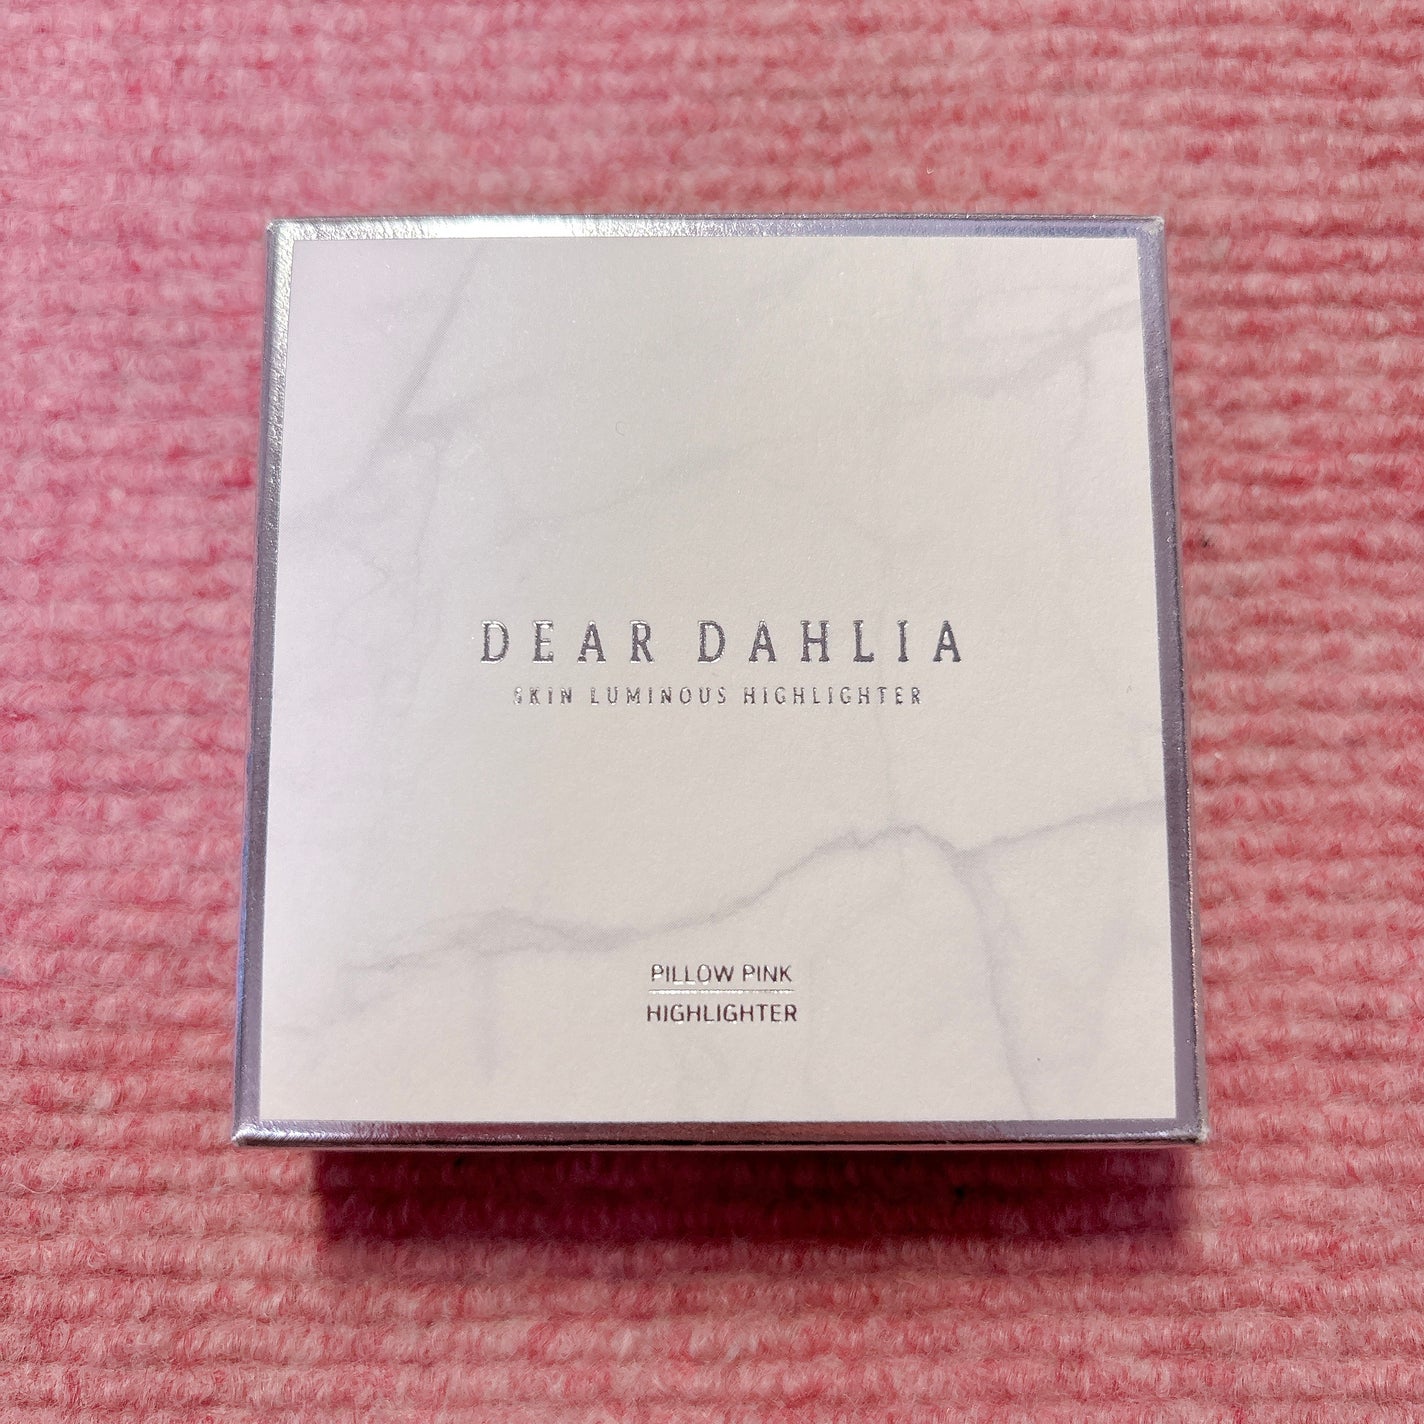 DEAR DAHLIA
SKIN LUMINOUS HIGHLIGHTER
PILLOW PINK
HIGHLIGHTER